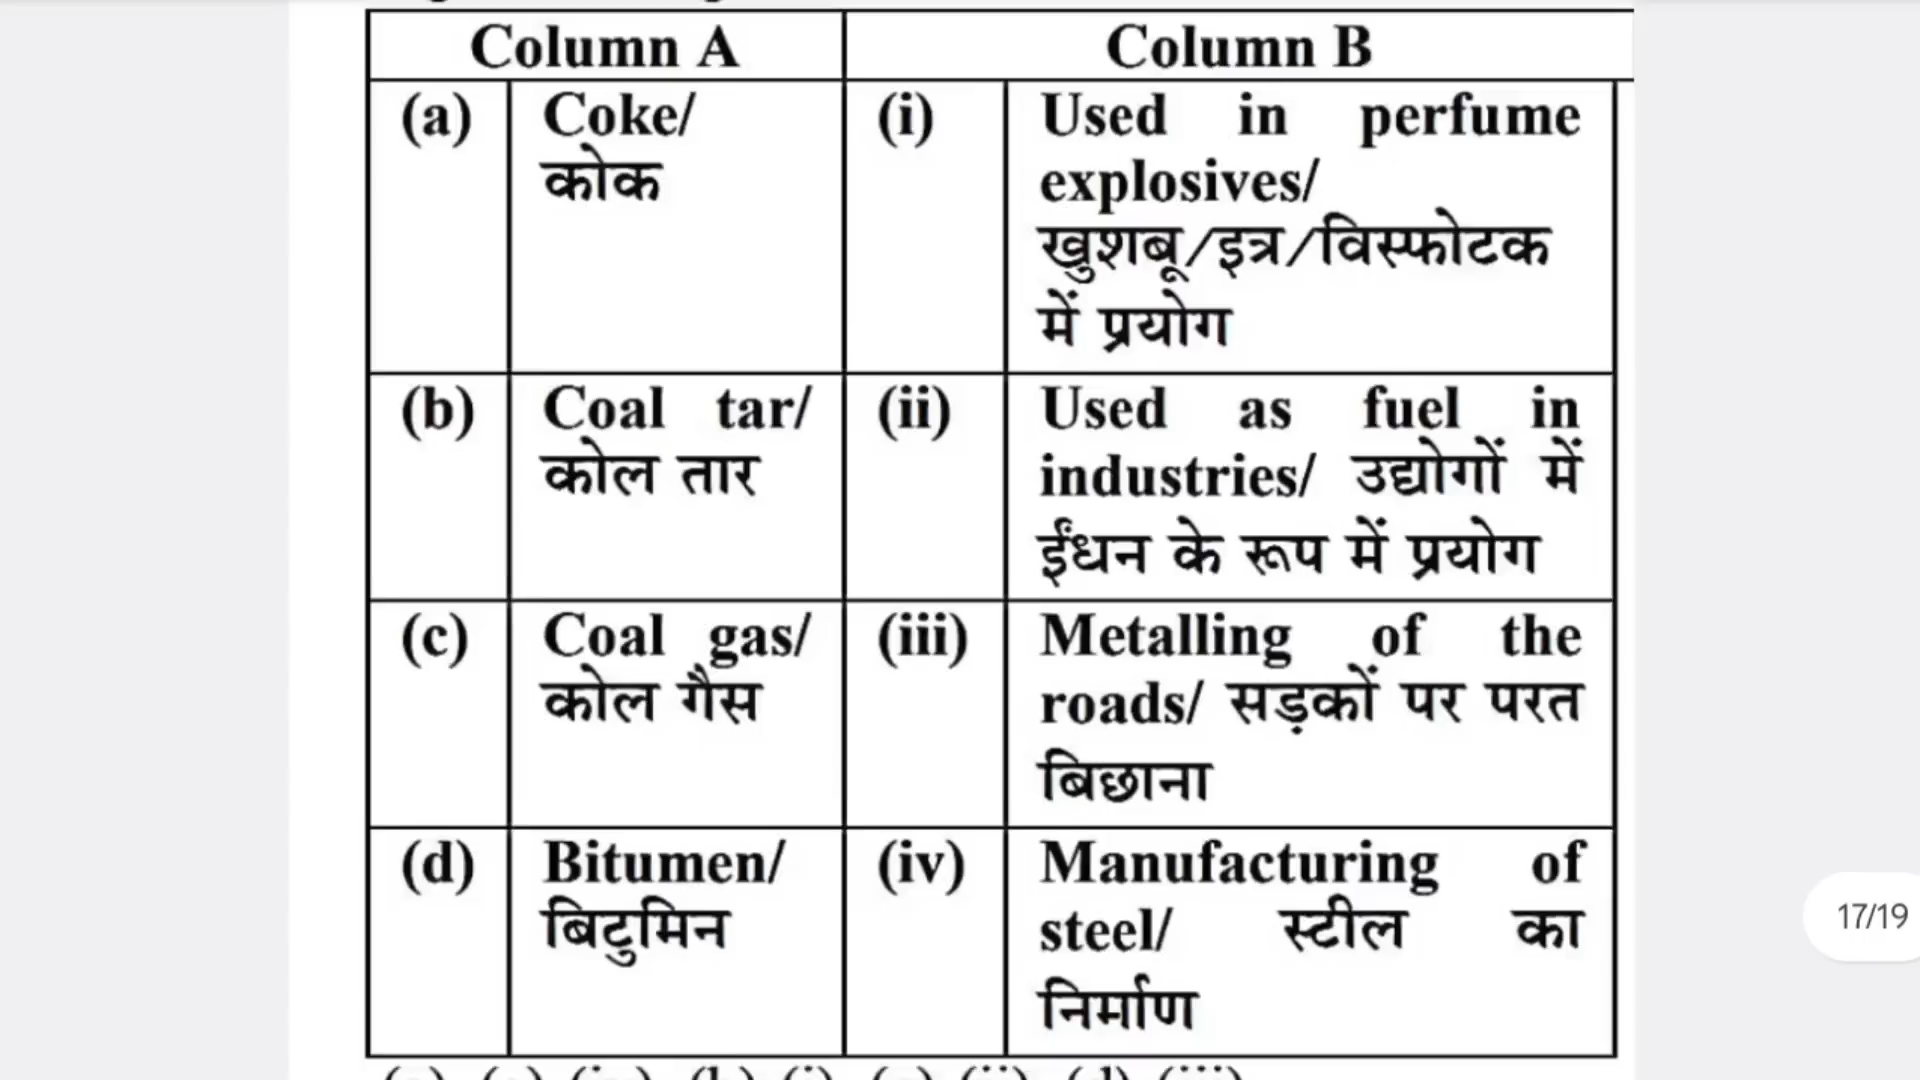 Column A Column B
(a) Coke/ (i) Used in perfume
कोक explosives/
खुशबू/इत्र/विस्फोटक
में प्रयोग
(b) Coal tar/ (ii) Used as fuel in
कोल तार industries/ उद्योगों में
ईंधन के रूप में प्रयोग
(c) Coal gas/ (iii) Metalling of the
कोल गैस roads/ सड़कों पर परत
बिछाना
(d) Bitumen/ (iv) Manufacturing of
बिटुमिन steel/ स्टील का
निर्माण
17/19